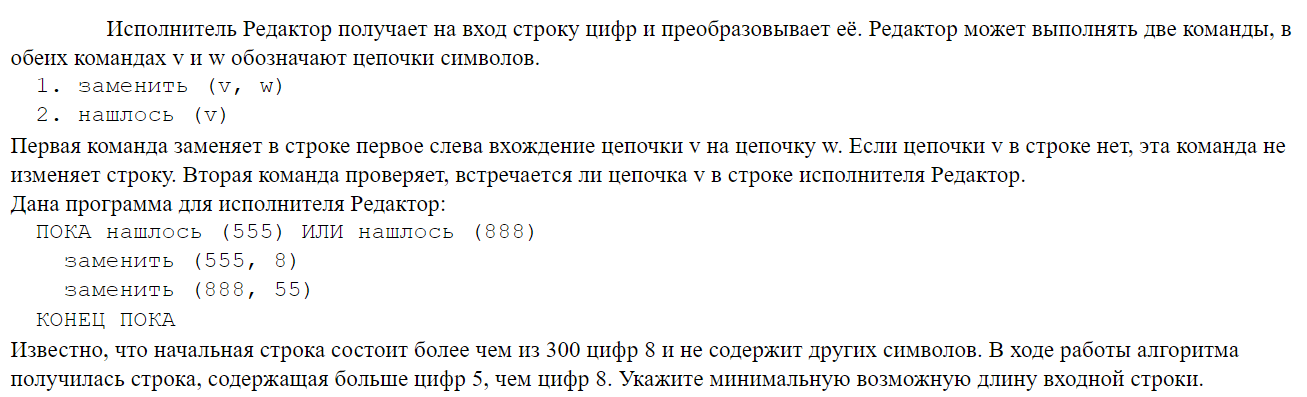 Исполнитель Редактор получает на вход строку цифр и преобразовывает её. Редактор может выполнять две команды, в
обеих командах v и w обозначают цепочки символов.
1. заменить (v, w)
2. нашлось (v)
Первая команда заменяет в строке первое слева вхождение цепочки v на цепочку w. Если цепочки v в строке нет, эта команда не
изменяет строку. Вторая команда проверяет, встречается ли цепочка v в строке исполнителя Редактор.
Дана программа для исполнителя Редактор:
ПОКА нашлось (555) ИЛИ нашлось (888)
заменить (555, 8)
заменить (888, 55)
КОНЕЦ ПОКА
Известно, что начальная строка состоит более чем из 300 цифр 8 и не содержит других символов. В ходе работы алгоритма
получилась строка, содержащая больше цифр 5, чем цифр 8. Укажите минимальную возможную длину входной строки.